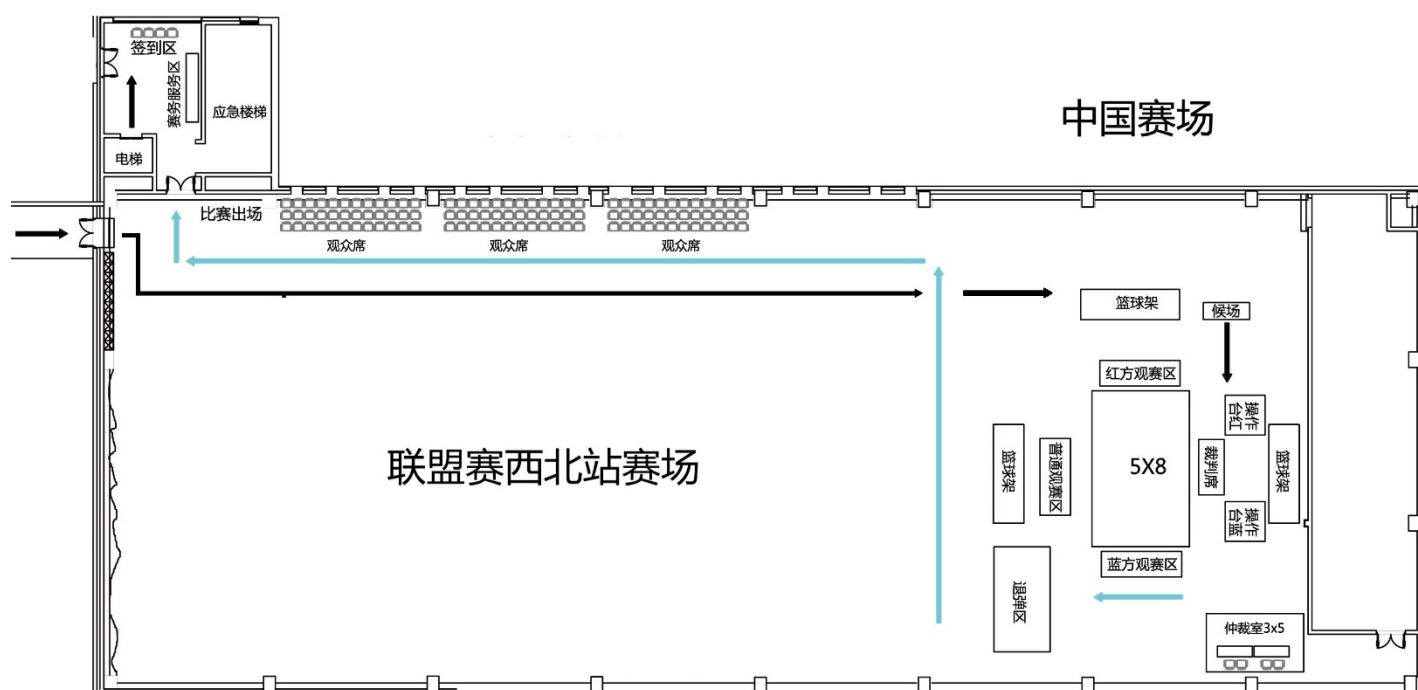 签到区
赛务服务区
应急楼梯
电梯
中国赛场
比赛出场
观众席
观众席
观众席
篮球架
候场
红方观赛区
操作
台红
篮球架
普通观赛区
5X8
裁判席
篮球架
联盟赛西北站赛场
操作
台蓝
蓝方观赛区
退弹区
仲裁室3x5